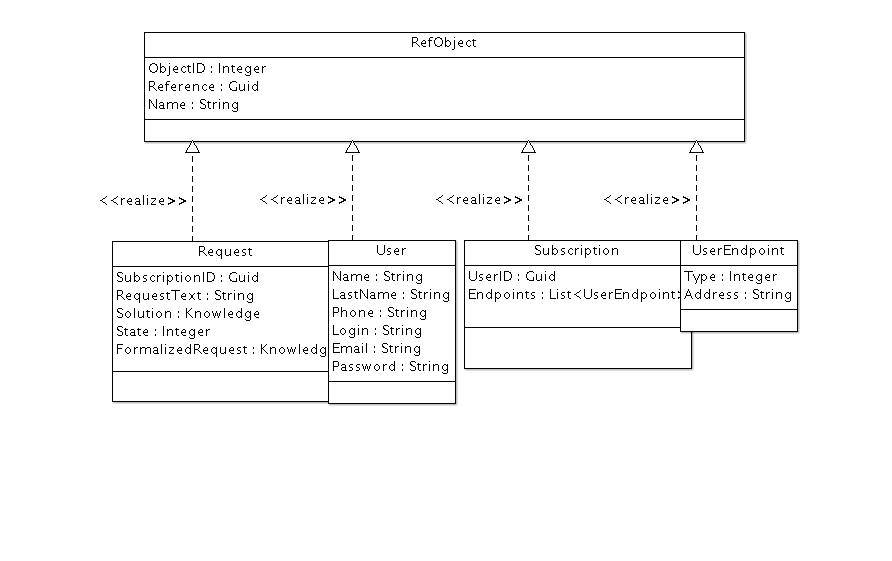 RefObject
ObjectID : Integer
Reference : Guid
Name : String
<<realize>>
<<realize>>
<<realize>>
<<realize>>
Request
SubscriptionID : Guid
RequestText : String
Solution : Knowledge
State : Integer
FormalizedRequest : Knowledg
User
Name : String
LastName : String
Phone : String
Login : String
Email : String
Password : String
Subscription
UserID : Guid
Endpoints : List<UserEndpoint>
UserEndpoint
Type : Integer
Address : String